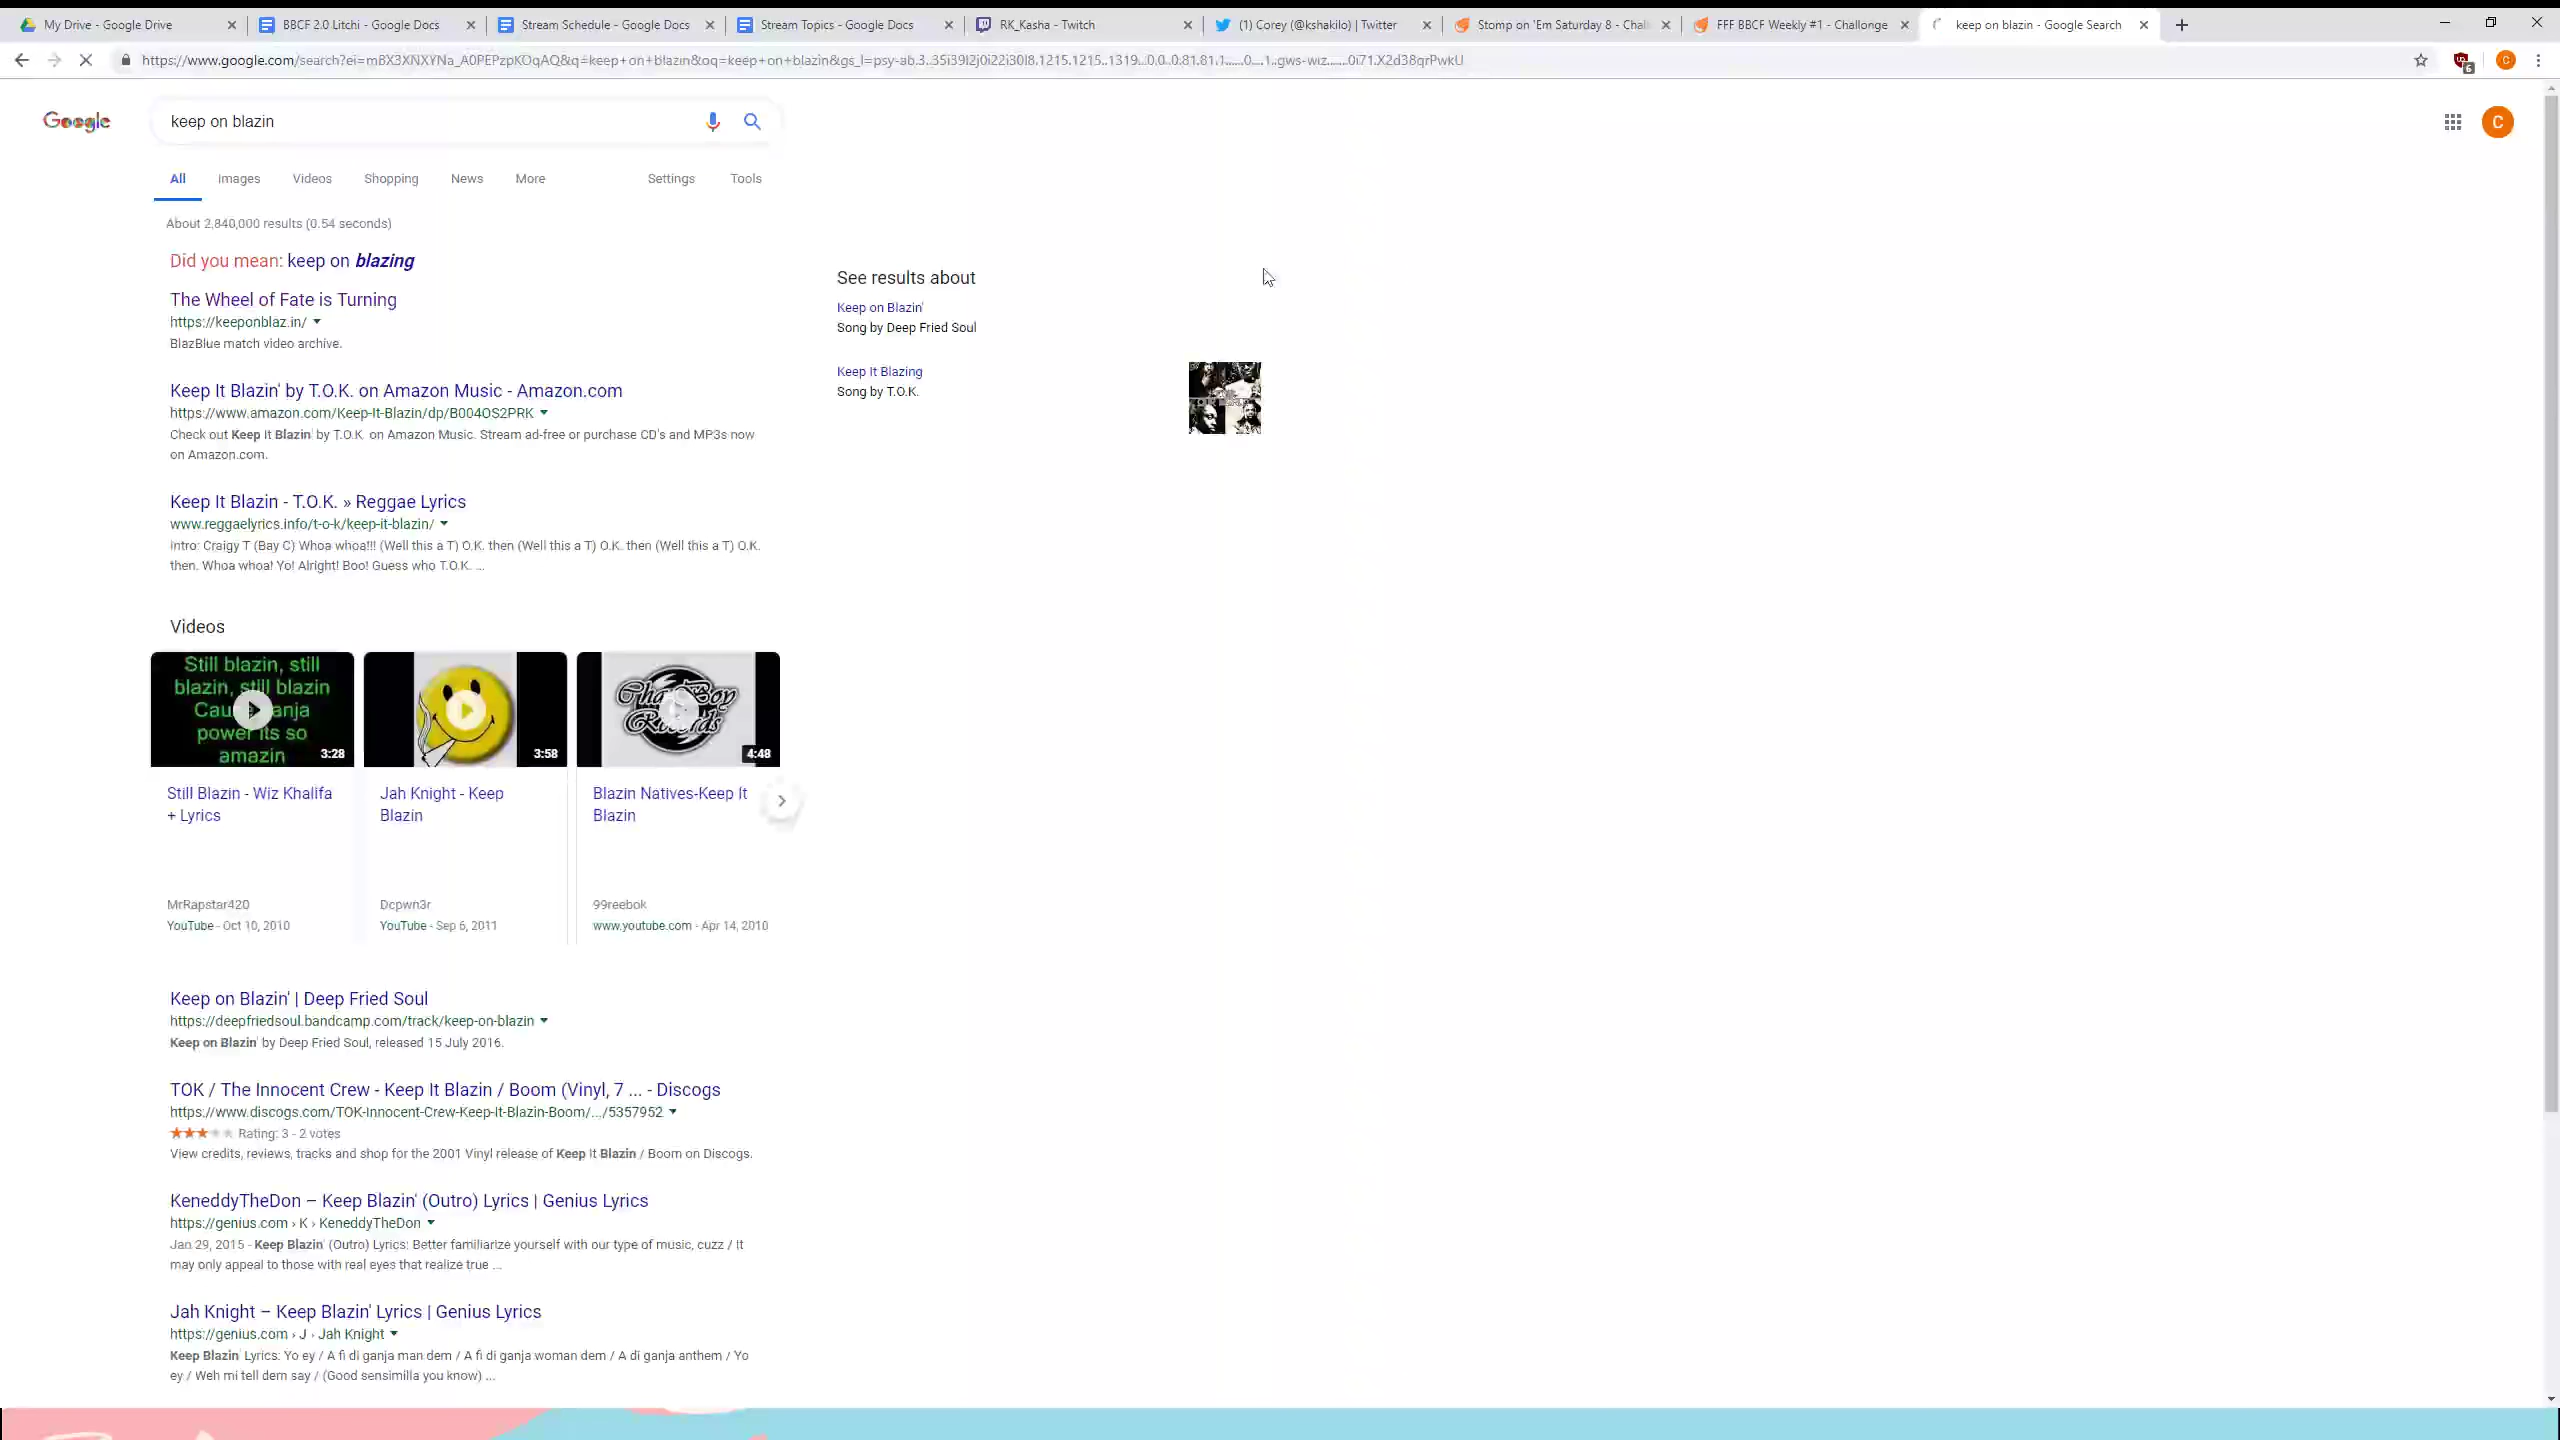 My Drive - Google Drive
BBCF 2.0 Litchi - Google Docs
Stream Schedule - Google Docs
Stream Topics - Google Docs
RK_Kasha - Twitch
(1) Corey (@kshakilo) | Twitter
Stomp on 'Em Saturday 8 - Chal
FFF BBCF Weekly #1 - Challonge
keep on blazin - Google Search
https://www.google.com/search?ei=
6
C
Google
keep on blazin
C
All Images Videos Shopping News More Settings Tools
About 2,840,000 results (0.54 seconds)
Did you mean: keep on blazing
The Wheel of Fate is Turning
https://keeponblaz.in/
BlazBlue match video archive.
Keep It Blazin' by T.O.K. on Amazon Music - Amazon.com
https://www.amazon.com/Keep-It-Blazin/dp/B004OS2PRK
Check out Keep It Blazin' by T.O.K. on Amazon Music. Stream ad-free or purchase CD's and MP3s now
on Amazon.com.
Keep It Blazin - T.O.K. » Reggae Lyrics
www.reggaelyrics.info/t-o-k/keep-it-blazin/
Intro: Craigy T (Bay C) Whoa whoa!!! (Well this a T) O.K. then (Well this a T) O.K. then (Well this a T) O.K.
then. Whoa whoa! Yo! Alright! Boo! Guess who T.O.K. ...
See results about
Keep on Blazin'
Song by Deep Fried Soul
Keep It Blazing
Song by T.O.K.
Videos
Still blazin, still
blazin, still blazin
power its so
amazin
3:28
3:58
Records
4:48
Still Blazin - Wiz Khalifa
+ Lyrics
MrRapstar420
YouTube - Oct 10, 2010
Jah Knight - Keep
Blazin
Dcpwn3r
YouTube - Sep 6, 2011
Blazin Natives-Keep It
Blazin
99reebok
www.youtube.com - Apr 14, 2010
Keep on Blazin' | Deep Fried Soul
https://deepfriedsoul.bandcamp.com/track/keep-on-blazin
Keep on Blazin' by Deep Fried Soul, released 15 July 2016.
TOK / The Innocent Crew - Keep It Blazin / Boom (Vinyl, 7 ... - Discogs
https://www.discogs.com/TOK-Innocent-Crew-Keep-It-Blazin-Boom/.../5357952
Rating: 3 - 2 votes
View credits, reviews, tracks and shop for the 2001 Vinyl release of Keep It Blazin / Boom on Discogs.
KeneddyTheDon – Keep Blazin' (Outro) Lyrics | Genius Lyrics
https://genius.com › K › KeneddyTheDon
Jan 29, 2015 - Keep Blazin' (Outro) Lyrics: Better familiarize yourself with our type of music, cuzz / It
may only appeal to those with real eyes that realize true ...
Jah Knight – Keep Blazin' Lyrics | Genius Lyrics
https://genius.com › J › Jah Knight
Keep Blazin' Lyrics: Yo ey / A fi di ganja man dem / A fi di ganja woman dem / A di ganja anthem / Yo
ey / Weh mi tell dem say / (Good sensimilla you know) ...